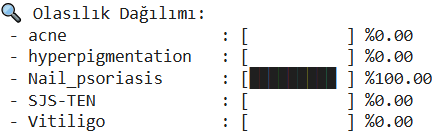 🔍 Olasılık Dağılımı:
- acne : [ ] %0.00
- hyperpigmentation : [ ] %0.00
- Nail_psoriasis : [██████████] %100.00
- SJS-TEN : [ ] %0.00
- Vitiligo : [ ] %0.00